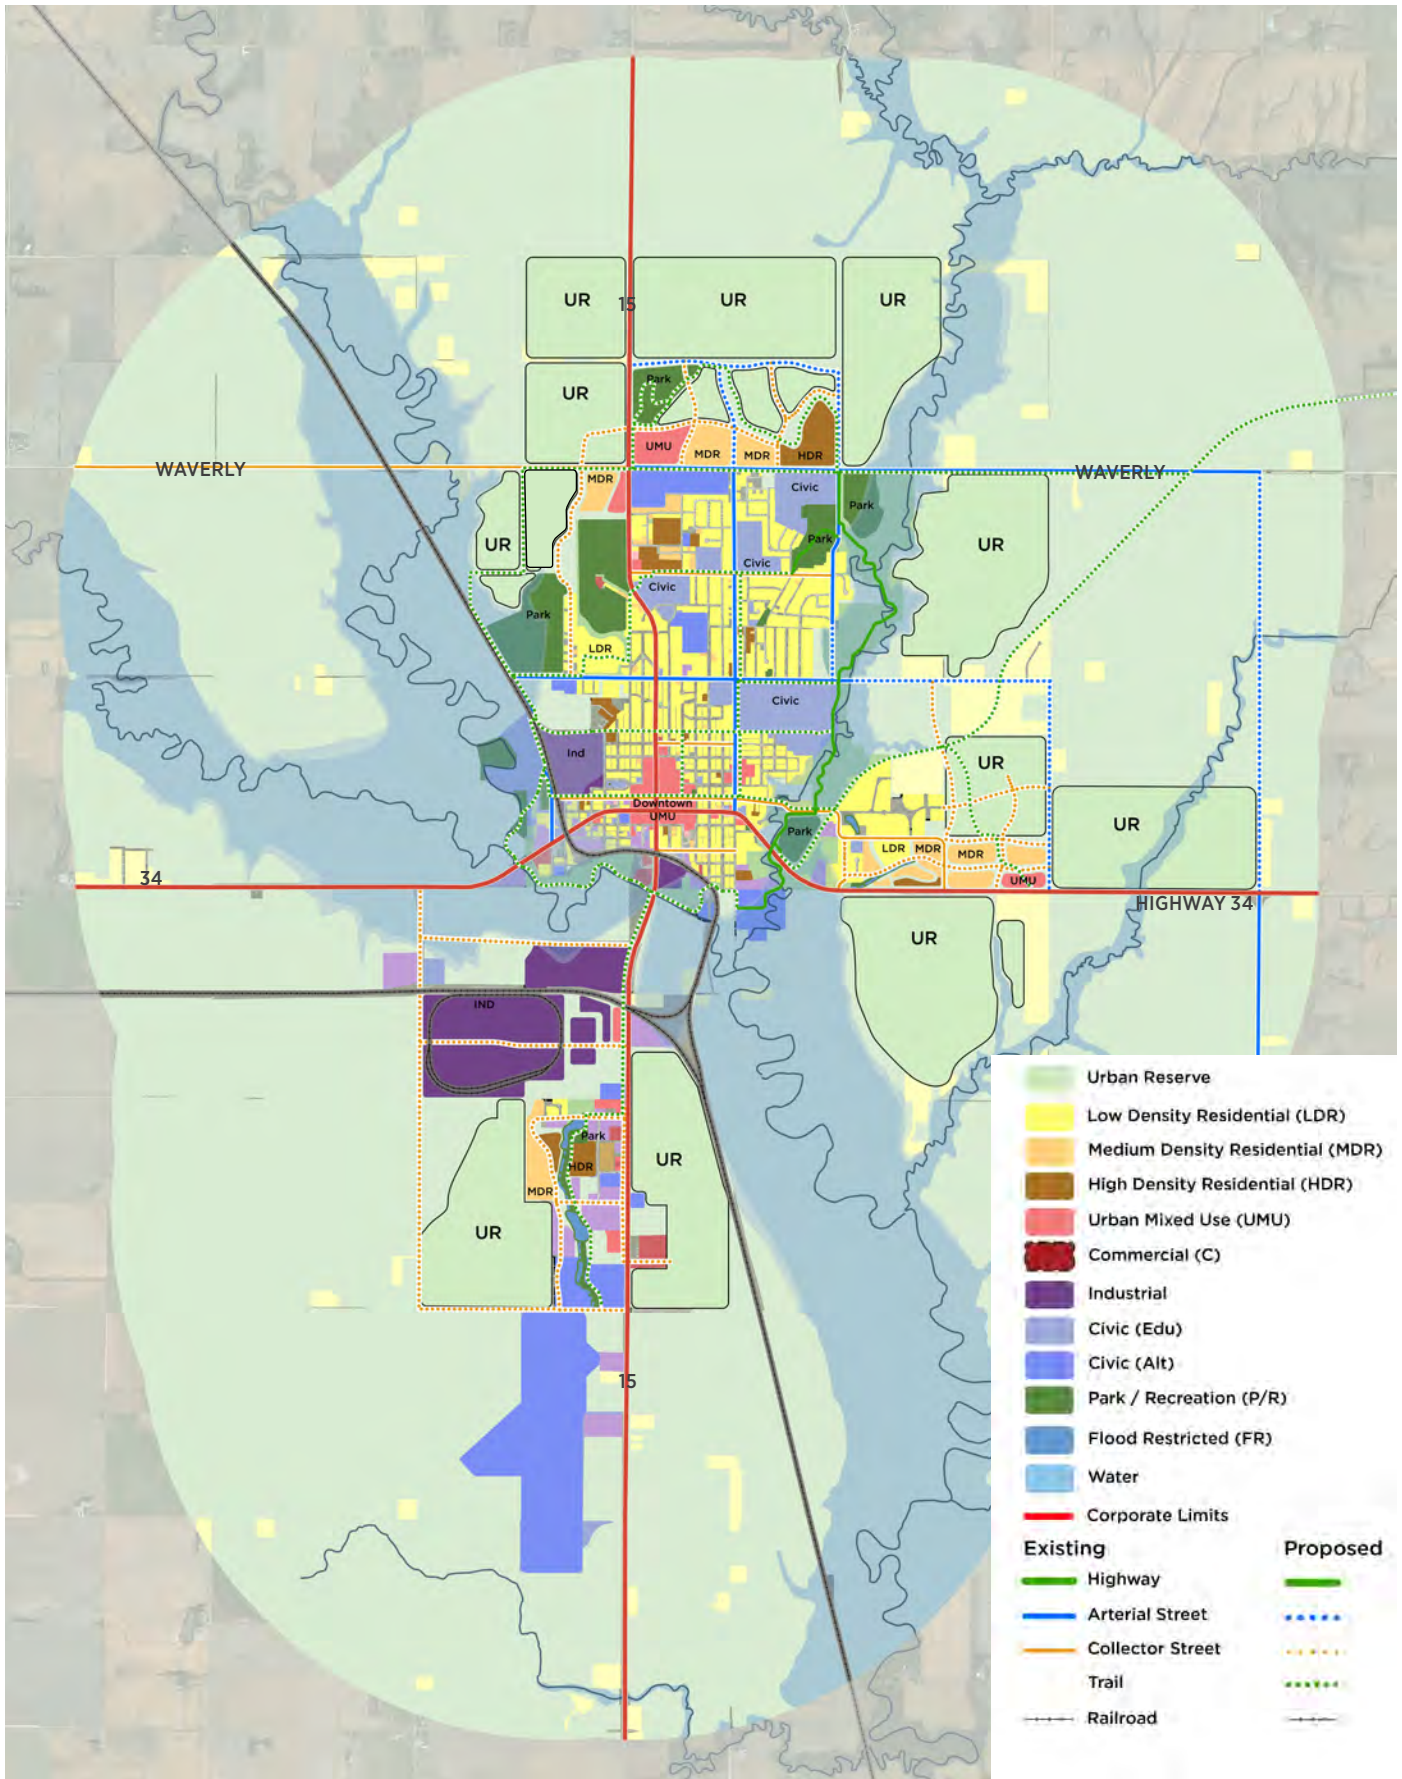 UR
15
UR
UR
UR
Park
UMU
MDR
MDR
HDR
WAVERLY
WAVERLY
MDR
Civic
Park
UR
Park
UR
Civic
Civic
Park
LDR
Civic
Ind
UR
Downtown
UMU
Park
UR
LDR
MDR
MDR
UMU
34
HIGHWAY 34
UR
IND
Park
HDR
UR
MDR
UR
15
Urban Reserve
Low Density Residential (LDR)
Medium Density Residential (MDR)
High Density Residential (HDR)
Urban Mixed Use (UMU)
Commercial (C)
Industrial
Civic (Edu)
Civic (Alt)
Park / Recreation (P/R)
Flood Restricted (FR)
Water
Corporate Limits
Existing Proposed
Highway
Arterial Street
Collector Street
Trail
Railroad